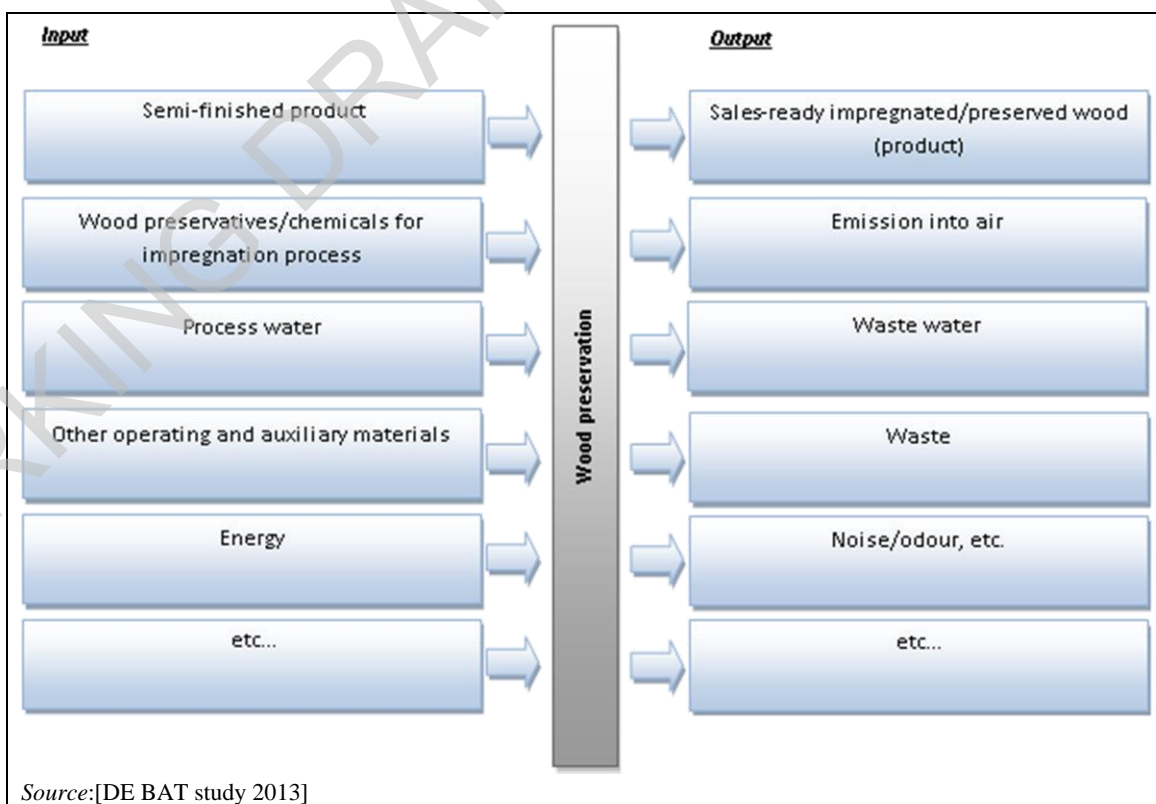 Input
Output
Semi-finished product
Sales-ready impregnated/preserved wood
(product)
Wood preservatives/chemicals for
impregnation process
Emission into air
Process water
Waste water
Other operating and auxiliary materials
Waste
Energy
Noise/odour, etc.
etc...
etc...
Wood preservation
Source:[DE BAT study 2013]
RKING DRA